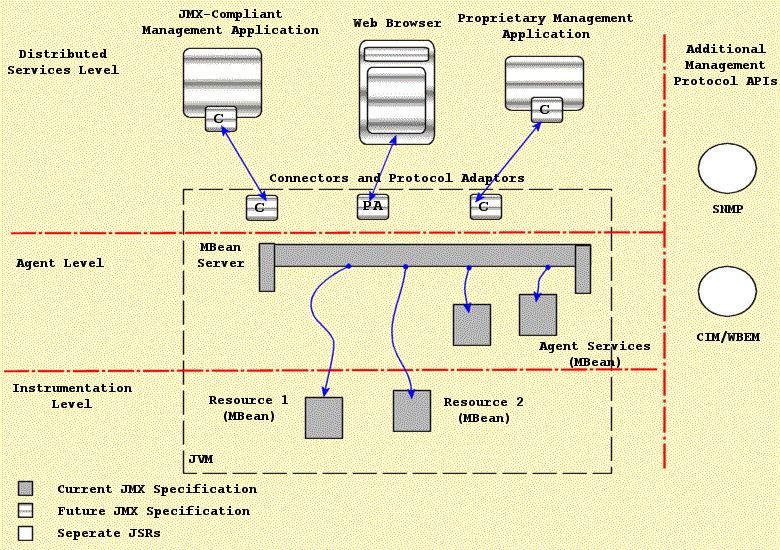 JMX-Compliant
Management Application
Web Browser
Proprietary Management
Application
Distributed
Services Level
Additional
Management
Protocol APIs
C
C
Connectors and Protocol Adaptors
C
PA
C
SNMP
MBean
Server
Agent Level
CIM/WBEM
Agent Services
(MBean)
Instrumentation
Level
Resource 1
(MBean)
Resource 2
(MBean)
JVM
Current JMX Specification
Future JMX Specification
Seperate JSRs